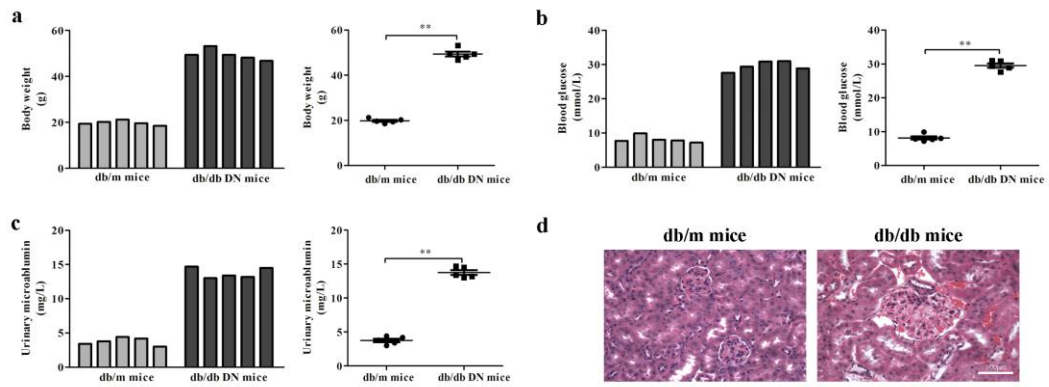 a
Body weight
(g)
60
40
20
0
db/m mice
db/db DN mice
Body weight
(g)
60
40
20
0
**
db/m mice
db/db DN mice
b
Blood glucose
(mmol/L)
40
30
20
10
0
db/m mice
db/db DN mice
Blood glucose
(mmol/L)
40
30
20
10
0
**
db/m mice
db/db DN mice
c
Urinary microablumin
(mg/L)
20
15
10
5
0
db/m mice
db/db DN mice
Urinary microablumin
(mg/L)
20
15
10
5
0
**
db/m mice
db/db DN mice
d
db/m mice
db/db mice
100μm